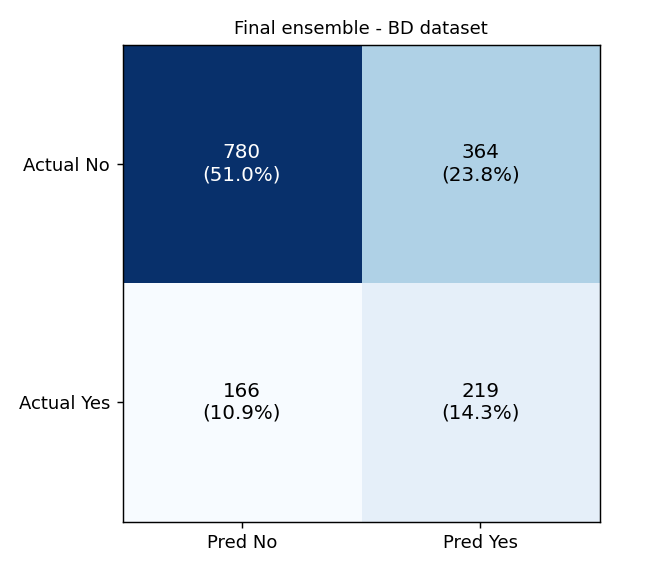 Final ensemble - BD dataset
Actual No
780
(51.0%)
364
(23.8%)
Actual Yes
166
(10.9%)
219
(14.3%)
Pred No
Pred Yes